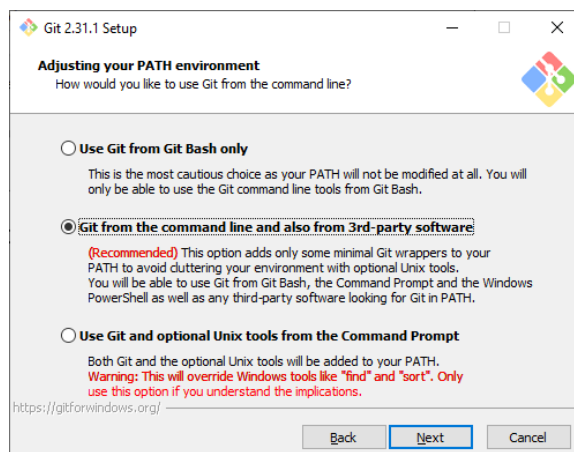 Git 2.31.1 Setup
Adjusting your PATH environment
How would you like to use Git from the command line?
Use Git from Git Bash only
This is the most cautious choice as your PATH will not be modified at all. You will
only be able to use the Git command line tools from Git Bash.
Git from the command line and also from 3rd-party software
(Recommended) This option adds only some minimal Git wrappers to your
PATH to avoid cluttering your environment with optional Unix tools.
You will be able to use Git from Git Bash, the Command Prompt and the Windows
PowerShell as well as any third-party software looking for Git in PATH.
Use Git and optional Unix tools from the Command Prompt
Both Git and the optional Unix tools will be added to your PATH.
Warning: This will override Windows tools like "find" and "sort". Only
use this option if you understand the implications.
https://gitforwindows.org/
Back Next Cancel